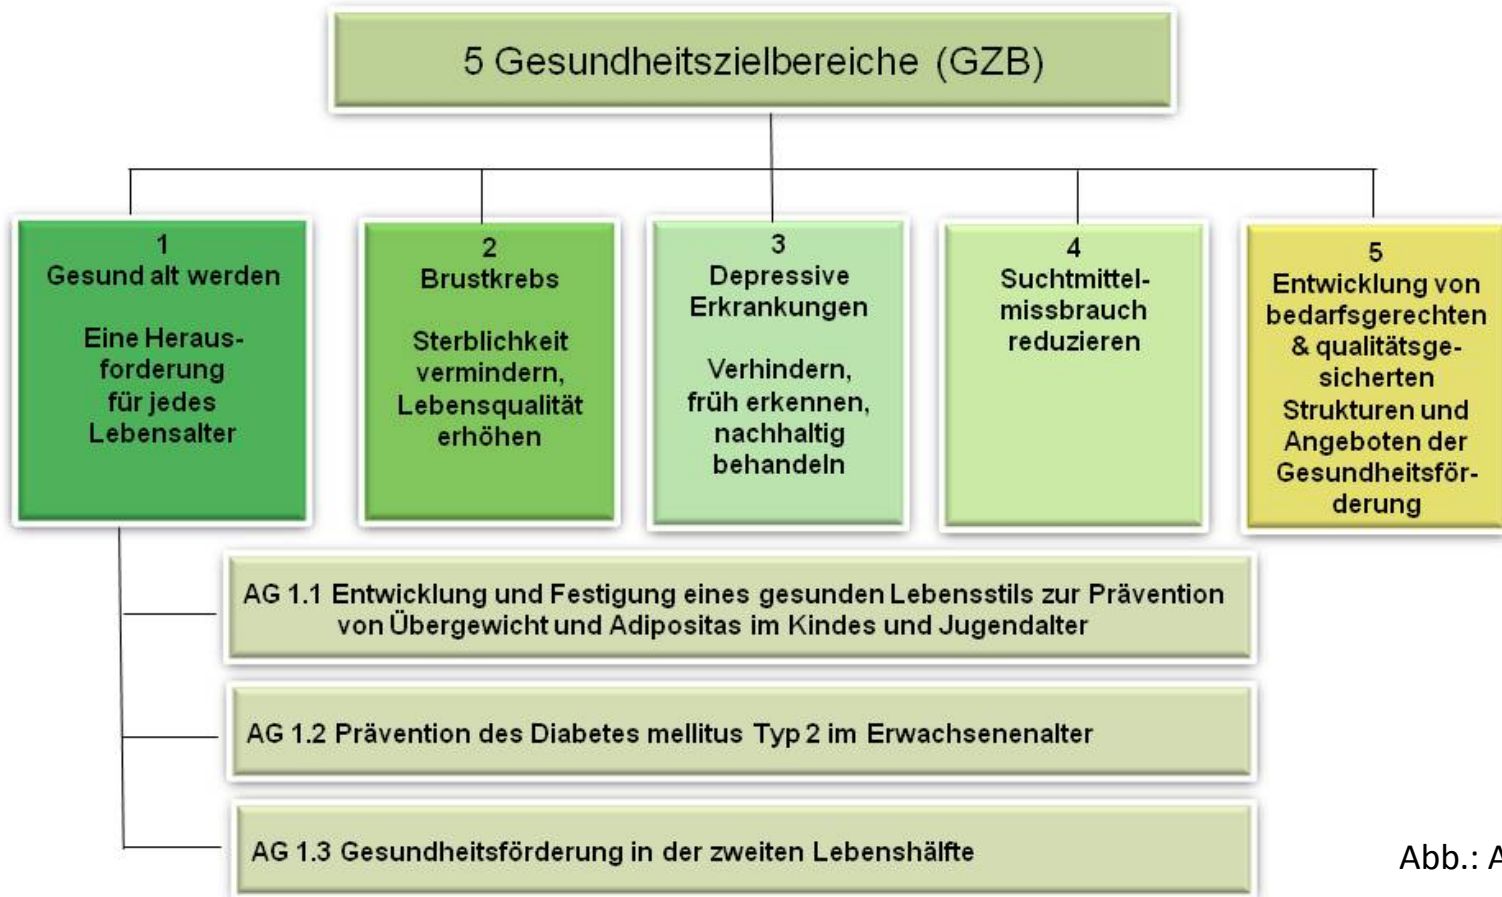 5 Gesundheitszielbereiche (GZB)
1
Gesund alt werden
Eine Heraus-
forderung
für jedes
Lebensalter
2
Brustkrebs
Sterblichkeit
vermindern,
Lebensqualität
erhöhen
3
Depressive
Erkrankungen
Verhindern,
früh erkennen,
nachhaltig
behandeln
4
Suchtmittel-
missbrauch
reduzieren
5
Entwicklung von
bedarfsgerechten
& qualitätsge-
sicherten
Strukturen und
Angeboten der
Gesundheitsför-
derung
AG 1.1 Entwicklung und Festigung eines gesunden Lebensstils zur Prävention
von Übergewicht und Adipositas im Kindes und Jugendalter
AG 1.2 Prävention des Diabetes mellitus Typ 2 im Erwachsenenalter
AG 1.3 Gesundheitsförderung in der zweiten Lebenshälfte
Abb.: